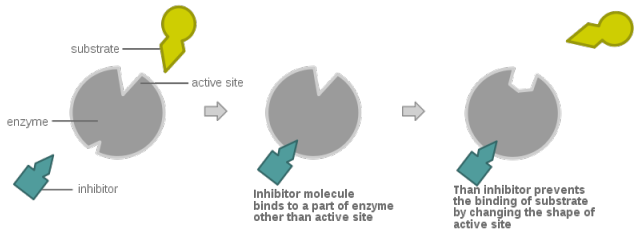 substrate
active site
enzyme
inhibitor
Inhibitor molecule
binds to a part of enzyme
other than active site
Than inhibitor prevents
the binding of substrate
by changing the shape of
active site